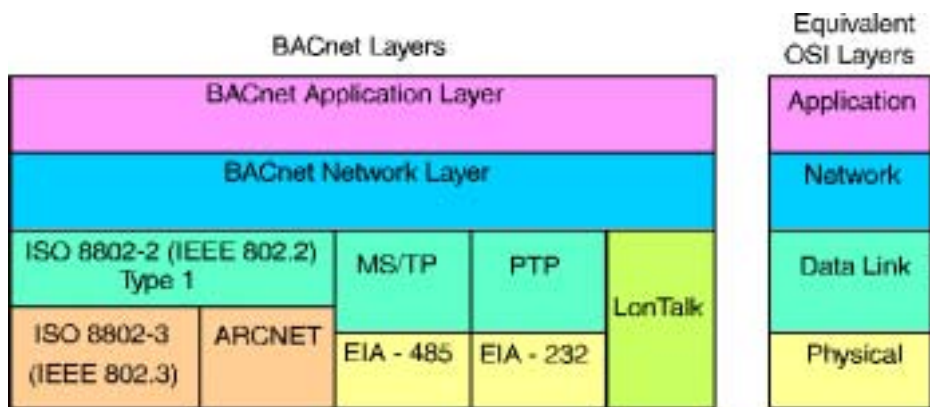 BACnet Layers
Equivalent
OSI Layers
BACnet Application Layer
Application
BACnet Network Layer
Network
ISO 8802-2 (IEEE 802.2)
Type 1
MS/TP
PTP
LonTalk
Data Link
ISO 8802-3
(IEEE 802.3)
ARCNET
EIA - 485
EIA - 232
Physical